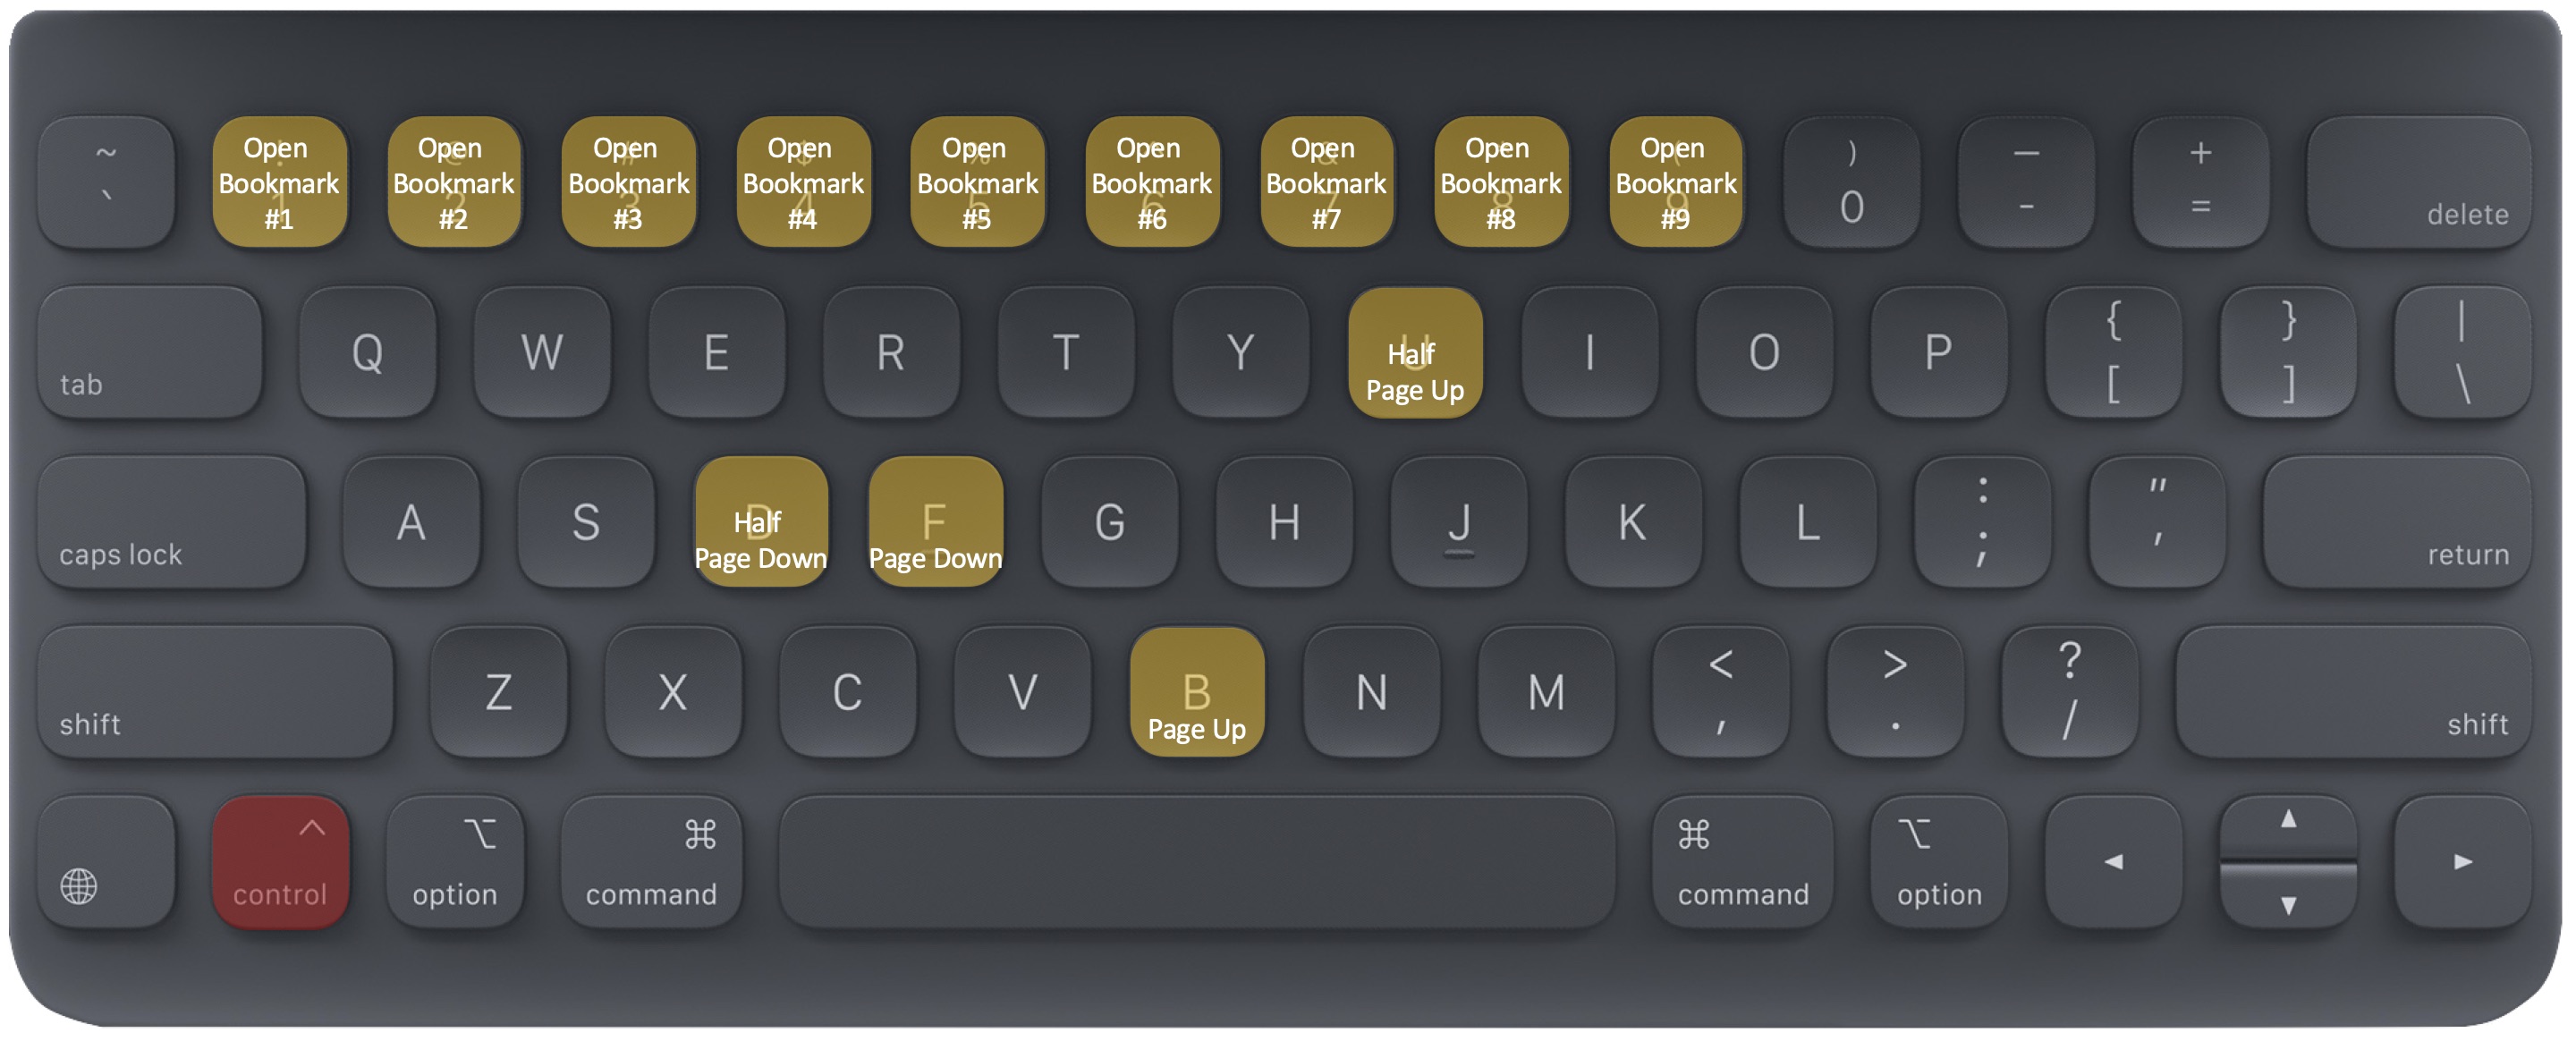 ~ Open Open Open Open Open Open Open Open Open ) — +
` Bookmark Bookmark Bookmark Bookmark Bookmark Bookmark Bookmark Bookmark Bookmark 0 - =
#1 #2 #3 #4 #5 #6 #7 #8 #9 delete
tab Q W E R T Y U I O P { } |
Half
Page Up [ ] \
caps lock A S D F G H J K L : "
Half ; ' return
Page Down Page Down
shift Z X C V B N M < > ? shift
Page Up , . /
^ ⌥ ⌘ ⌘ ⌥ ▲
◄ ►
control option command command option ▼